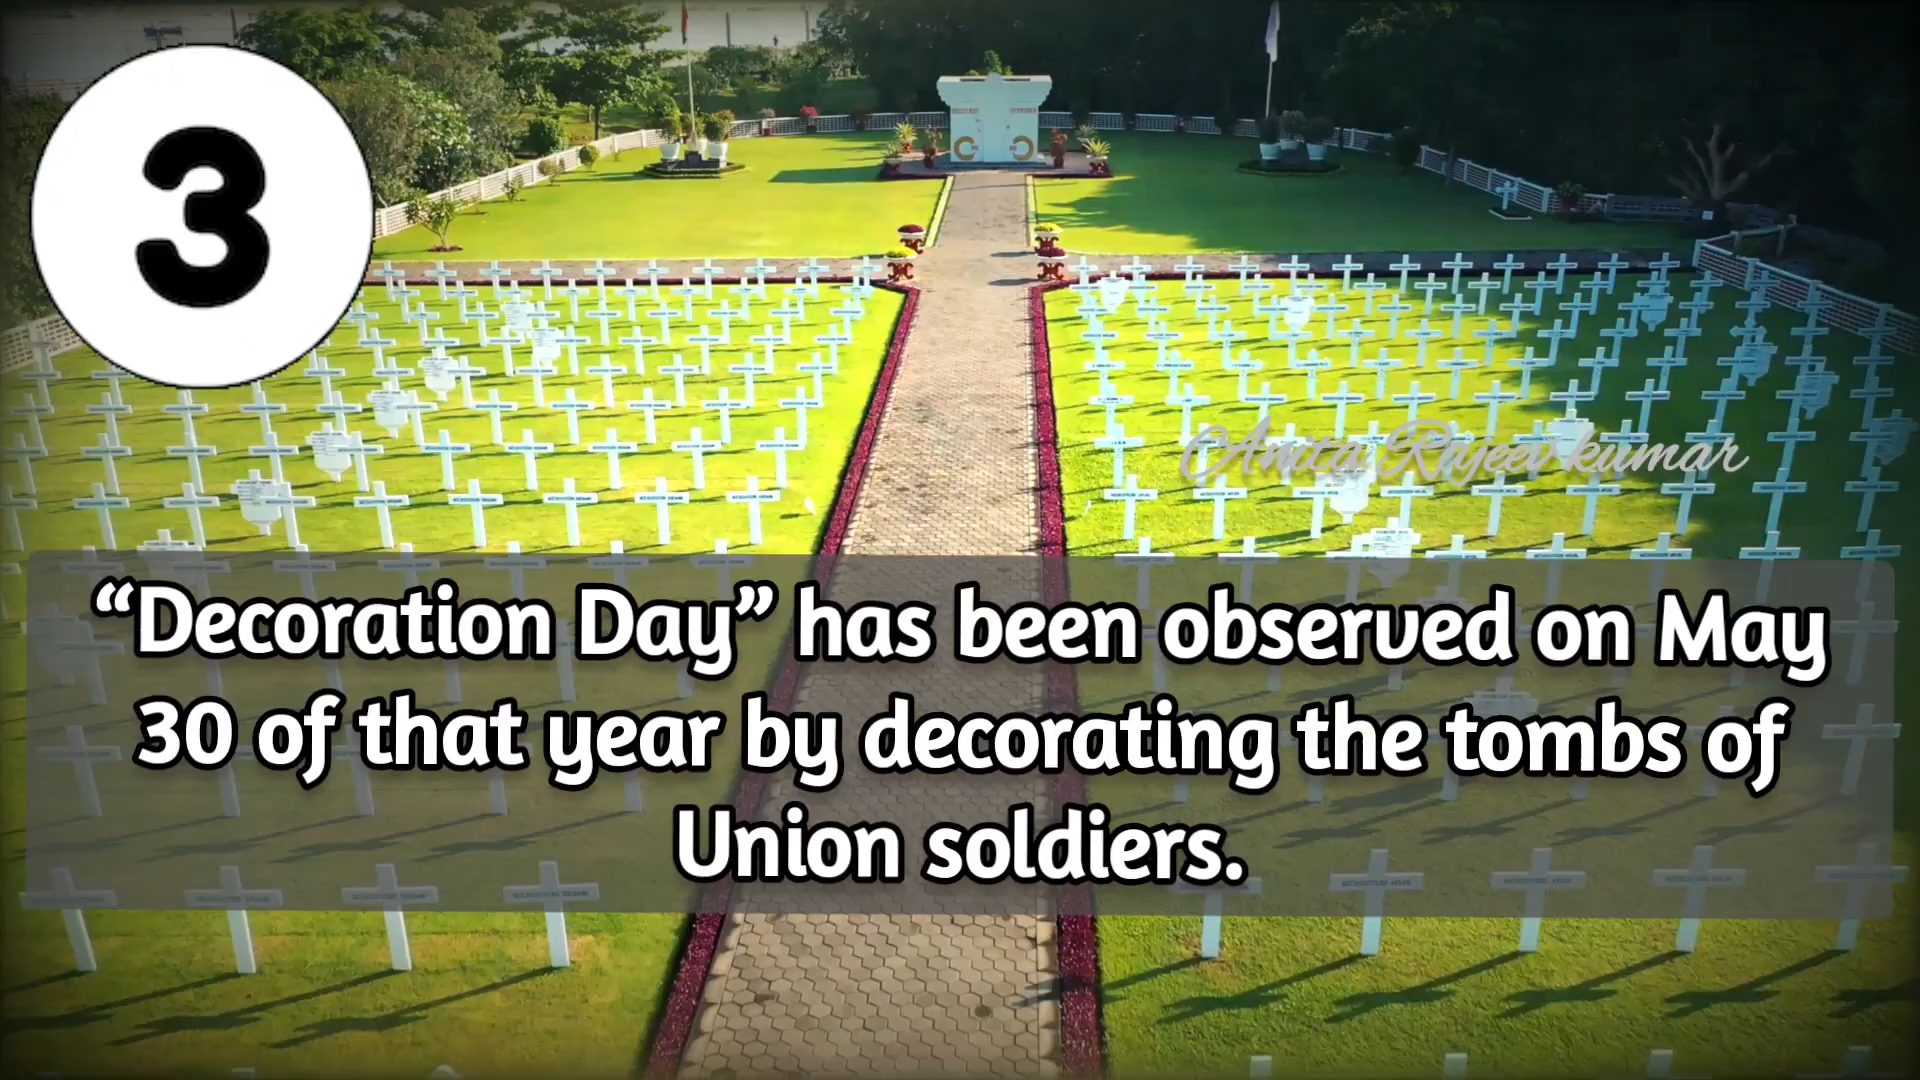 3
Anita Rajeev kumar
“Decoration Day” has been observed on May
30 of that year by decorating the tombs of
Union soldiers.